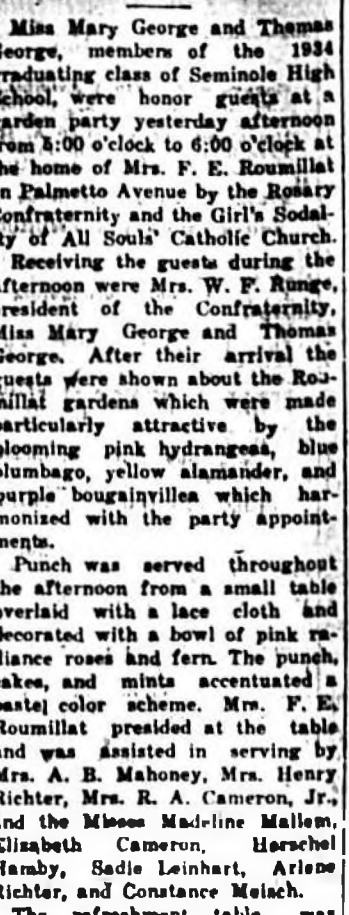 Miss Mary George and Thomas
George, members of the 1934
graduating class of Seminole High
School, were honor guests at a
garden party yesterday afternoon
from 5:00 o'clock to 6:00 o'clock at
the home of Mrs. F. E. Roumillat
on Palmetto Avenue by the Rosary
Confraternity and the Girl's Sodal-
ity of All Souls' Catholic Church.
Receiving the guests during the
afternoon were Mrs. W. F. Runge,
president of the Confraternity,
Miss Mary George and Thomas
George. After their arrival the
guests were shown about the Rou-
millat gardens which were made
particularly attractive by the
blooming pink hydrangeas, blue
plumbago, yellow alamander, and
purple bougainvillea which har-
monized with the party appoint-
ments.
Punch was served throughout
the afternoon from a small table
overlaid with a lace cloth and
decorated with a bowl of pink ra-
diance roses and fern. The punch,
cakes, and mints accentuated a
pastel color scheme. Mrs. F. E.
Roumillat presided at the table
and was assisted in serving by
Mrs. A. B. Mahoney, Mrs. Henry
Richter, Mrs. R. A. Cameron, Jr.,
and the Misses Madeline Mallem,
Elizabeth Cameron, Herschel
Hamby, Sadie Leinhart, Arlene
Richter, and Constance Meisch.
The refreshment table was